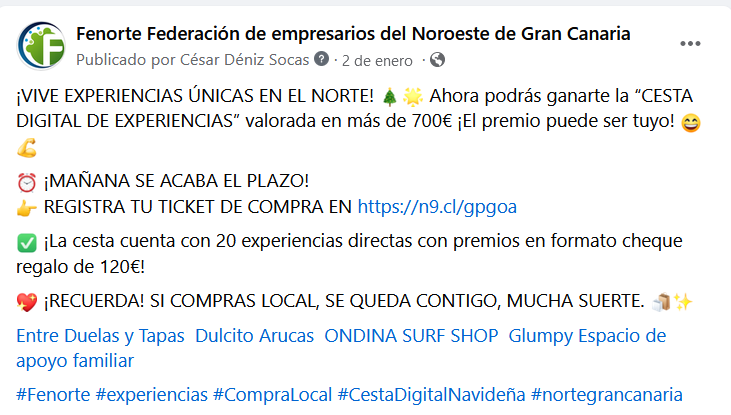 Fenorte Federación de empresarios del Noroeste de Gran Canaria
Publicado por César Déniz Socas ? · 2 de enero ·
¡VIVE EXPERIENCIAS ÚNICAS EN EL NORTE! 🎄🌟 Ahora podrás ganarte la “CESTA
DIGITAL DE EXPERIENCIAS” valorada en más de 700€ ¡El premio puede ser tuyo! 😄
💪
⏰ ¡MAÑANA SE ACABA EL PLAZO!
👉 REGISTRA TU TICKET DE COMPRA EN https://n9.cl/gpgoa
✅ ¡La cesta cuenta con 20 experiencias directas con premios en formato cheque
regalo de 120€!
💖 ¡RECUERDA! SI COMPRAS LOCAL, SE QUEDA CONTIGO, MUCHA SUERTE. 🛍️✨
Entre Duelas y Tapas Dulcito Arucas ONDINA SURF SHOP Glumpy Espacio de
apoyo familiar
#Fenorte #experiencias #CompraLocal #CestaDigitalNavideña #nortegrancanaria